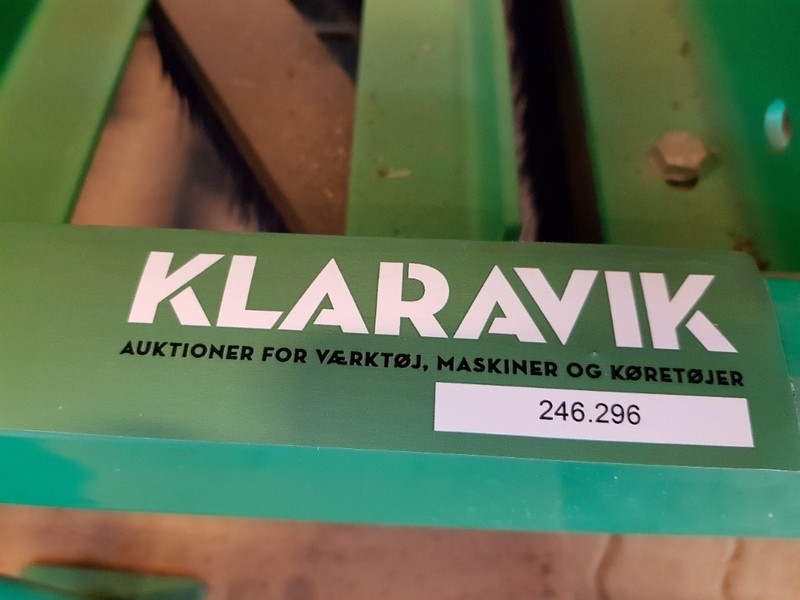 KLARAVIK
AUKTIONER FOR VÆRKTØJ, MASKINER OG KØRETØJER
246.296